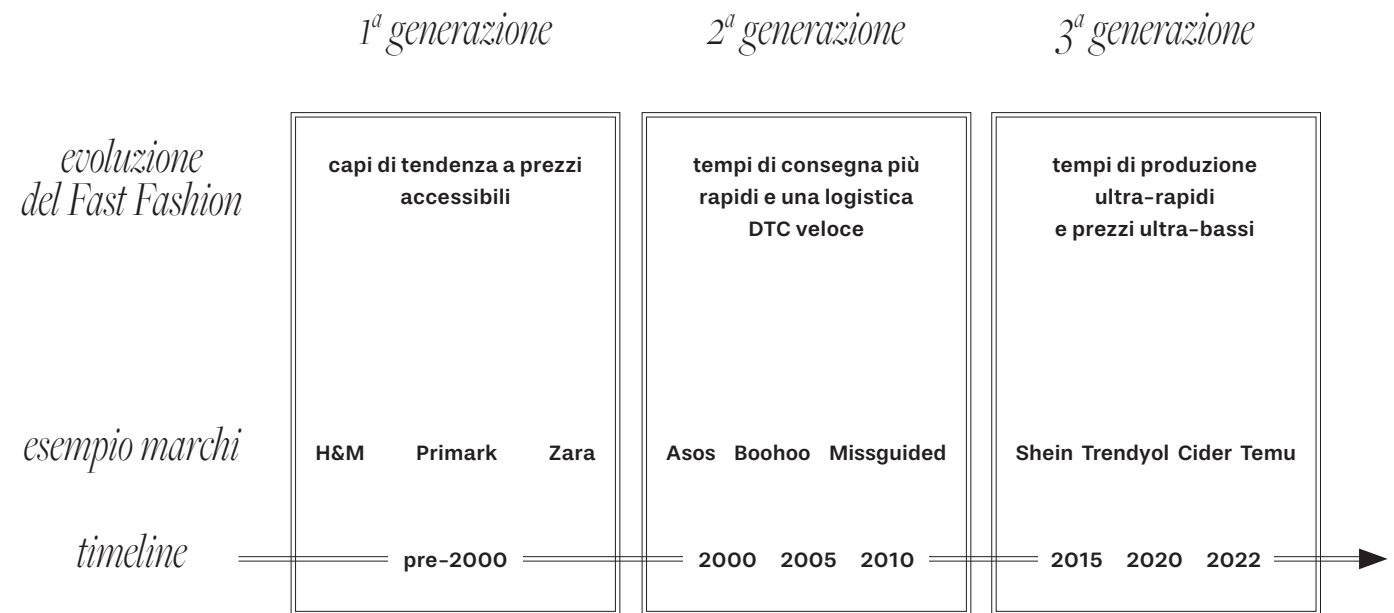 1ª generazione
2ª generazione
3ª generazione
evoluzione
del Fast Fashion
capi di tendenza a prezzi
accessibili
tempi di consegna più
rapidi e una logistica
DTC veloce
tempi di produzione
ultra-rapidi
e prezzi ultra-bassi
esempio marchi
H&M Primark Zara
Asos Boohoo Missguided
Shein Trendyol Cider Temu
timeline
pre-2000
2000 2005 2010
2015 2020 2022